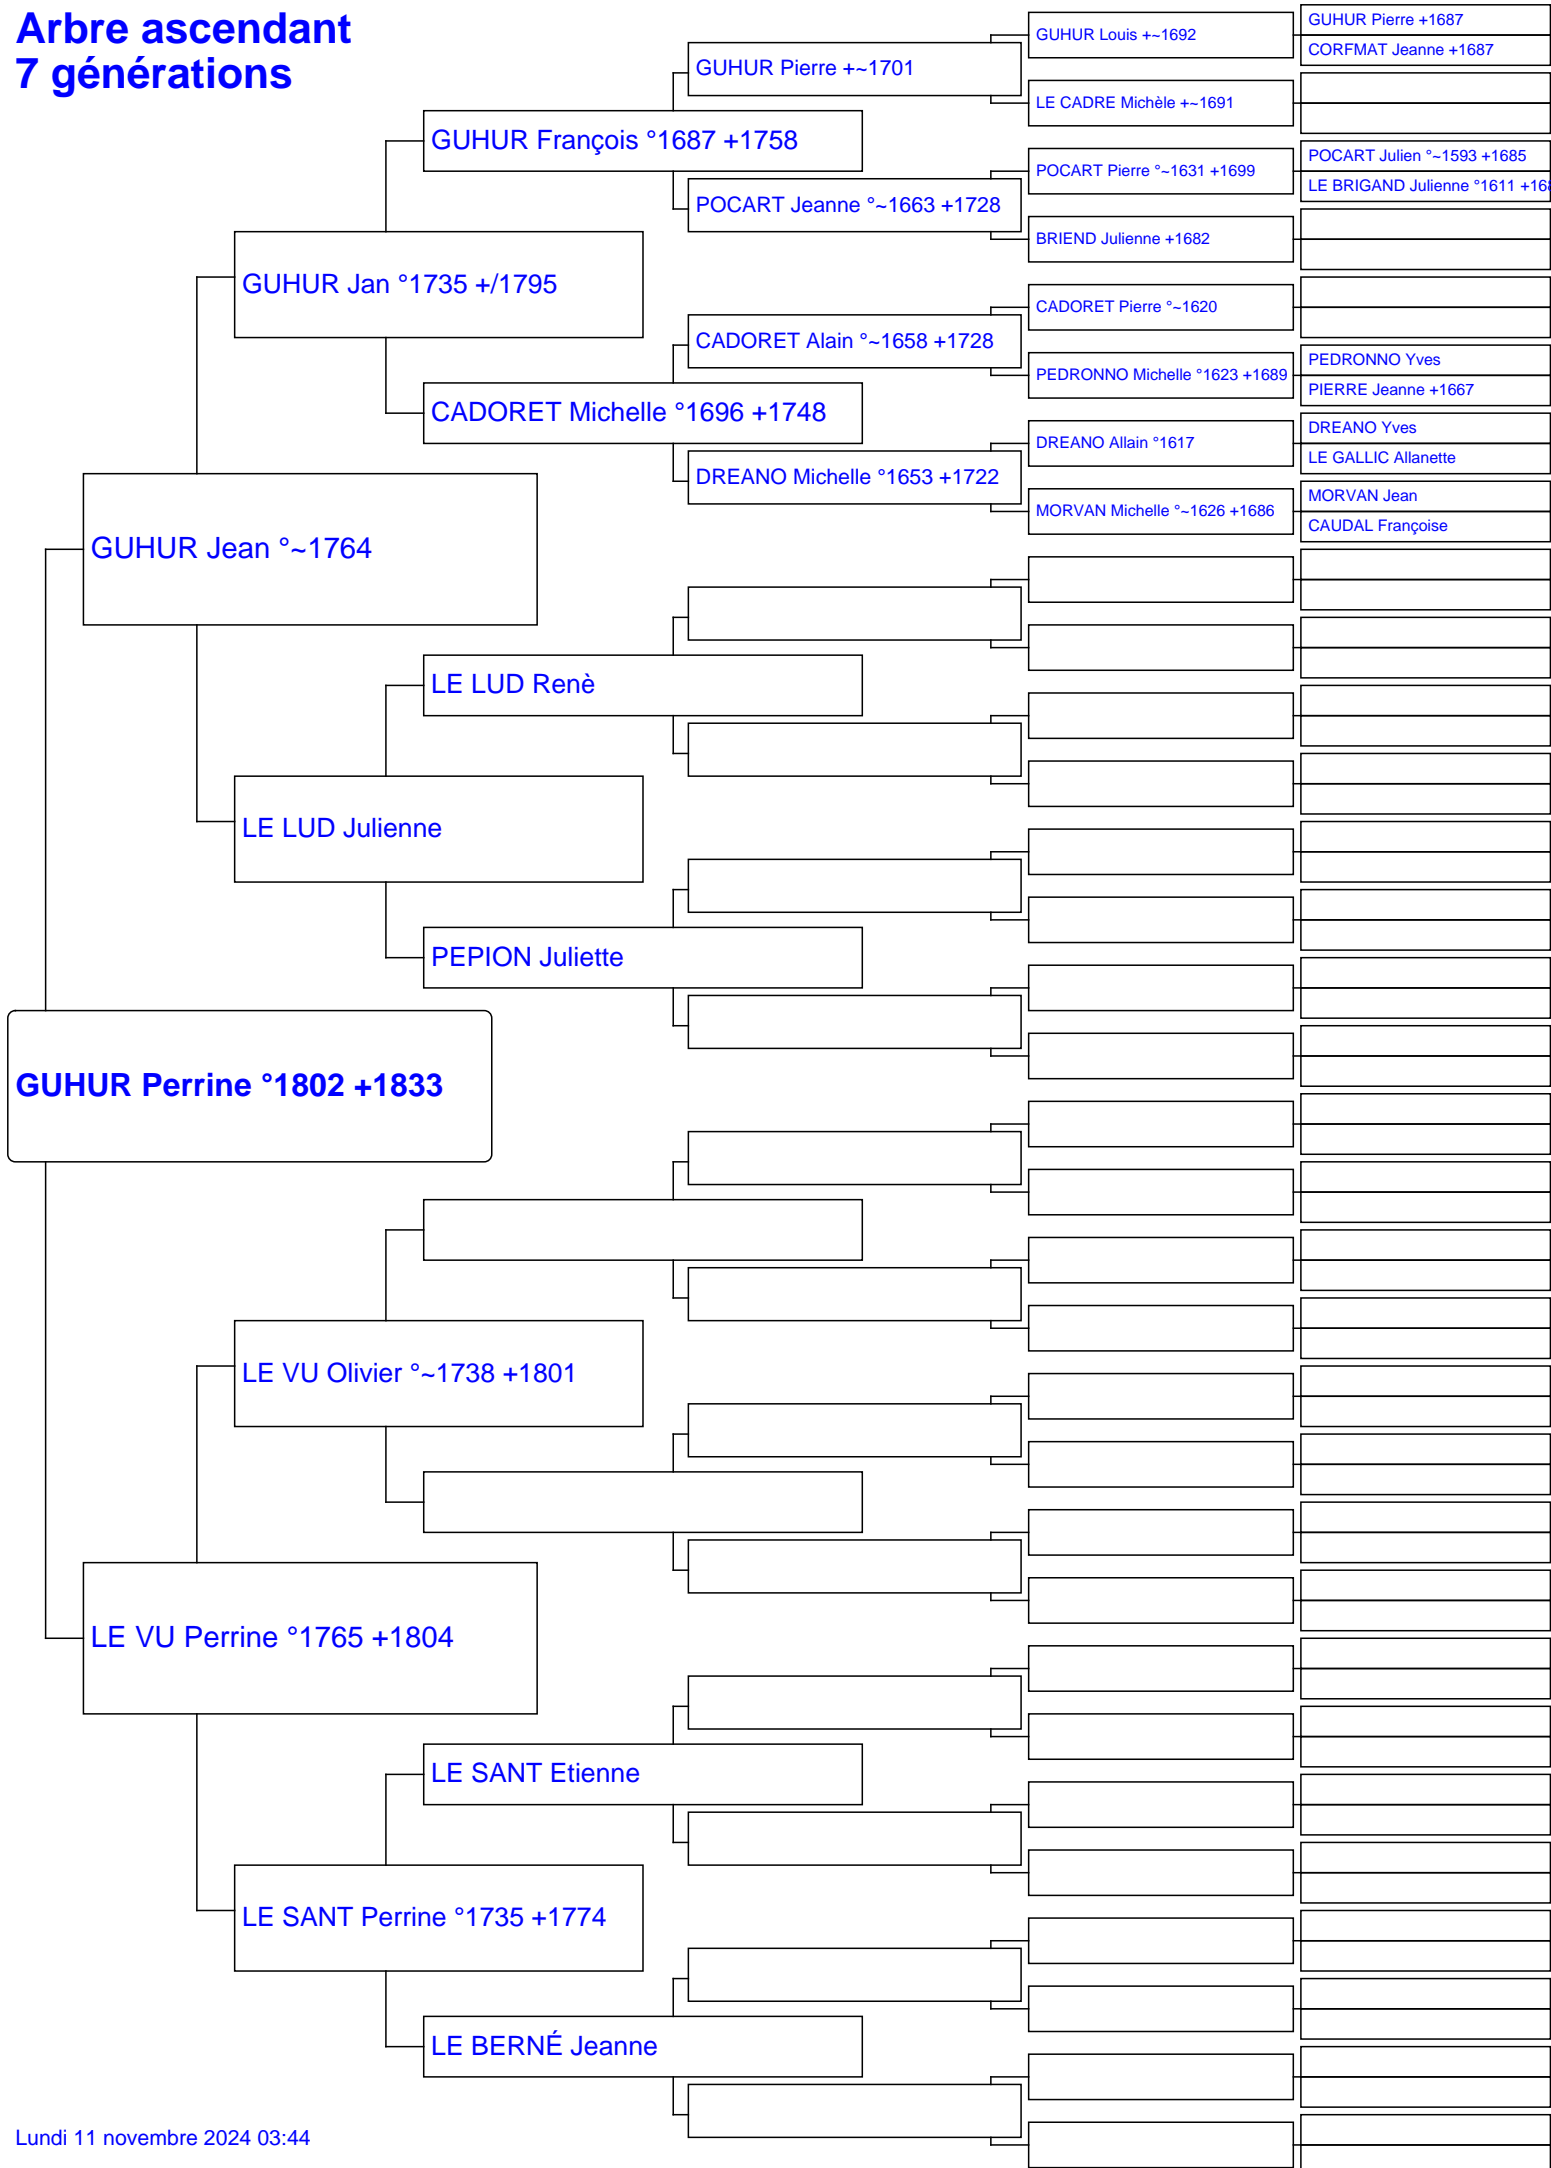 Arbre ascendant
7 générations
GUHUR Pierre +1687
GUHUR Louis +~1692
CORFMAT Jeanne +1687
GUHUR Pierre +~1701
LE CADRE Michèle +~1691
GUHUR François °1687 +1758
POCART Julien °~1593 +1685
POCART Pierre °~1631 +1699
LE BRIGAND Julienne °1611 +168
POCART Jeanne °~1663 +1728
BRIEND Julienne +1682
GUHUR Jan °1735 +/1795
CADORET Pierre °~1620
CADORET Alain °~1658 +1728
PEDRONNO Yves
PEDRONNO Michelle °1623 +1689
PIERRE Jeanne +1667
CADORET Michelle °1696 +1748
DREANO Yves
DREANO Allain °1617
LE GALLIC Allanette
DREANO Michelle °1653 +1722
MORVAN Jean
MORVAN Michelle °~1626 +1686
CAUDAL Françoise
GUHUR Jean °~1764
LE LUD Renè
LE LUD Julienne
PEPION Juliette
GUHUR Perrine °1802 +1833
LE VU Olivier °~1738 +1801
LE VU Perrine °1765 +1804
LE SANT Etienne
LE SANT Perrine °1735 +1774
LE BERNÉ Jeanne
Lundi 11 novembre 2024 03:44